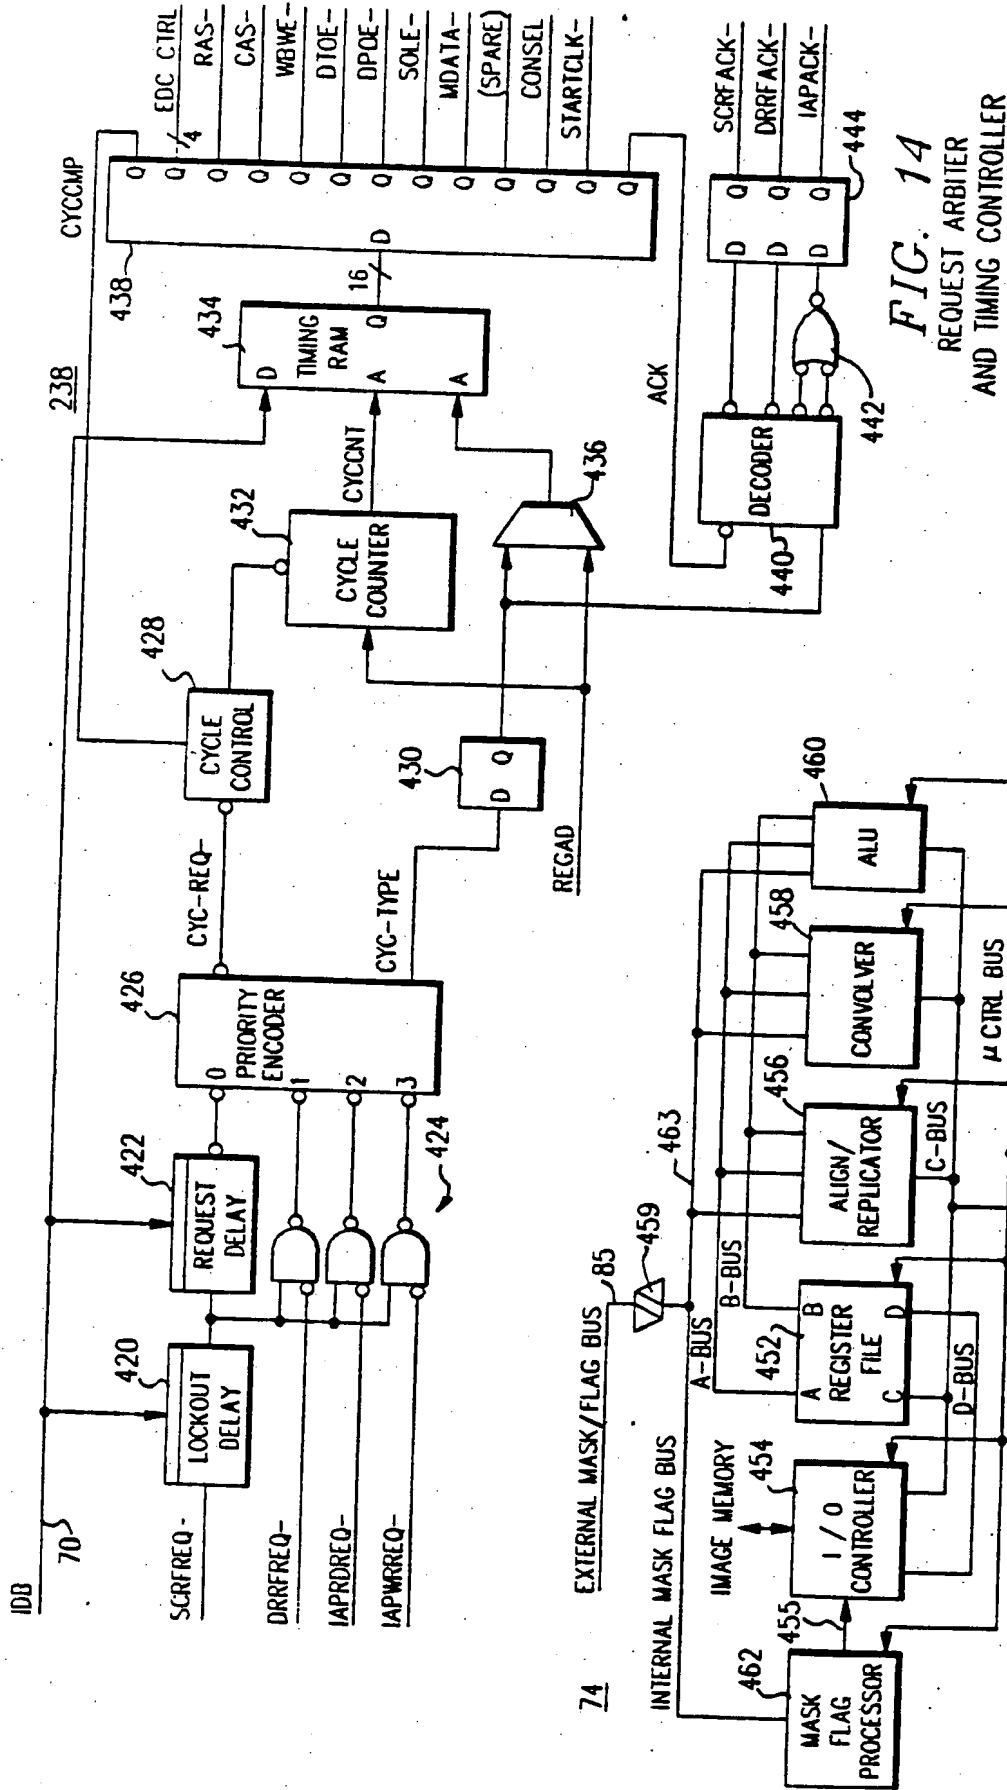 IDB
70
238
SCRFREQ-
LOCKOUT
DELAY
420
REQUEST
DELAY
422
DRRFREQ-
IAPRDREQ-
IAPWRREQ-
424
0
1
2
3
PRIORITY
ENCODER
426
CYC-REQ-
CYC-TYPE
CYCLE
CONTROL
428
D Q
430
REGAD
CYCLE
COUNTER
432
CYCCNT
436
D
A
A
Q
TIMING
RAM
434
16
438
CYCCMP
D
Q
Q
Q
Q
Q
Q
Q
Q
Q
Q
Q
Q
Q
4
EDC CTRL
RAS-
CAS-
WBWE-
DTOE-
DPOE-
SOLE-
MDATA-
(SPARE)
CONSEL
STARTCLK-
ACK
DECODER
440
442
D Q
D Q
D Q
444
SCRFACK-
DRRFACK-
IAPACK-
FIG. 14
REQUEST ARBITER
AND TIMING CONTROLLER
74
EXTERNAL MASK/FLAG BUS
85
459
INTERNAL MASK FLAG BUS
463
IMAGE MEMORY
A-BUS
B-BUS
MASK
FLAG
PROCESSOR
462
455
I/O
CONTROLLER
454
A B
REGISTER
FILE
C D
452
D-BUS
ALIGN/
REPLICATOR
456
C-BUS
CONVOLVER
458
ALU
460
μ CTRL BUS